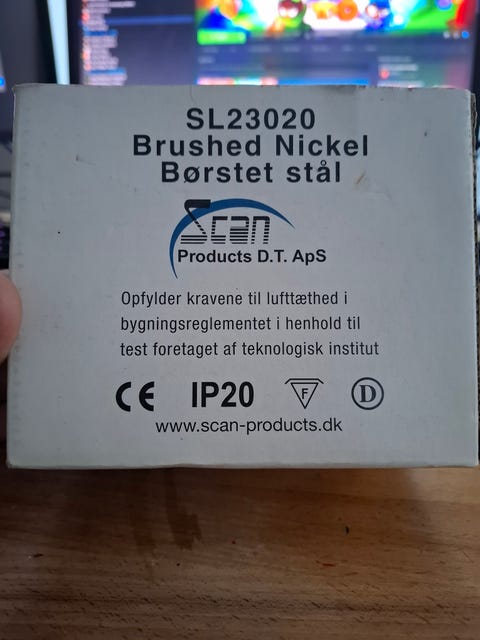 SL23020
Brushed Nickel
Børstet stål
Scan
Products D.T. ApS
Opfylder kravene til lufttæthed i
bygningsreglementet i henhold til
test foretaget af teknologisk institut
CE IP20 F D
www.scan-products.dk